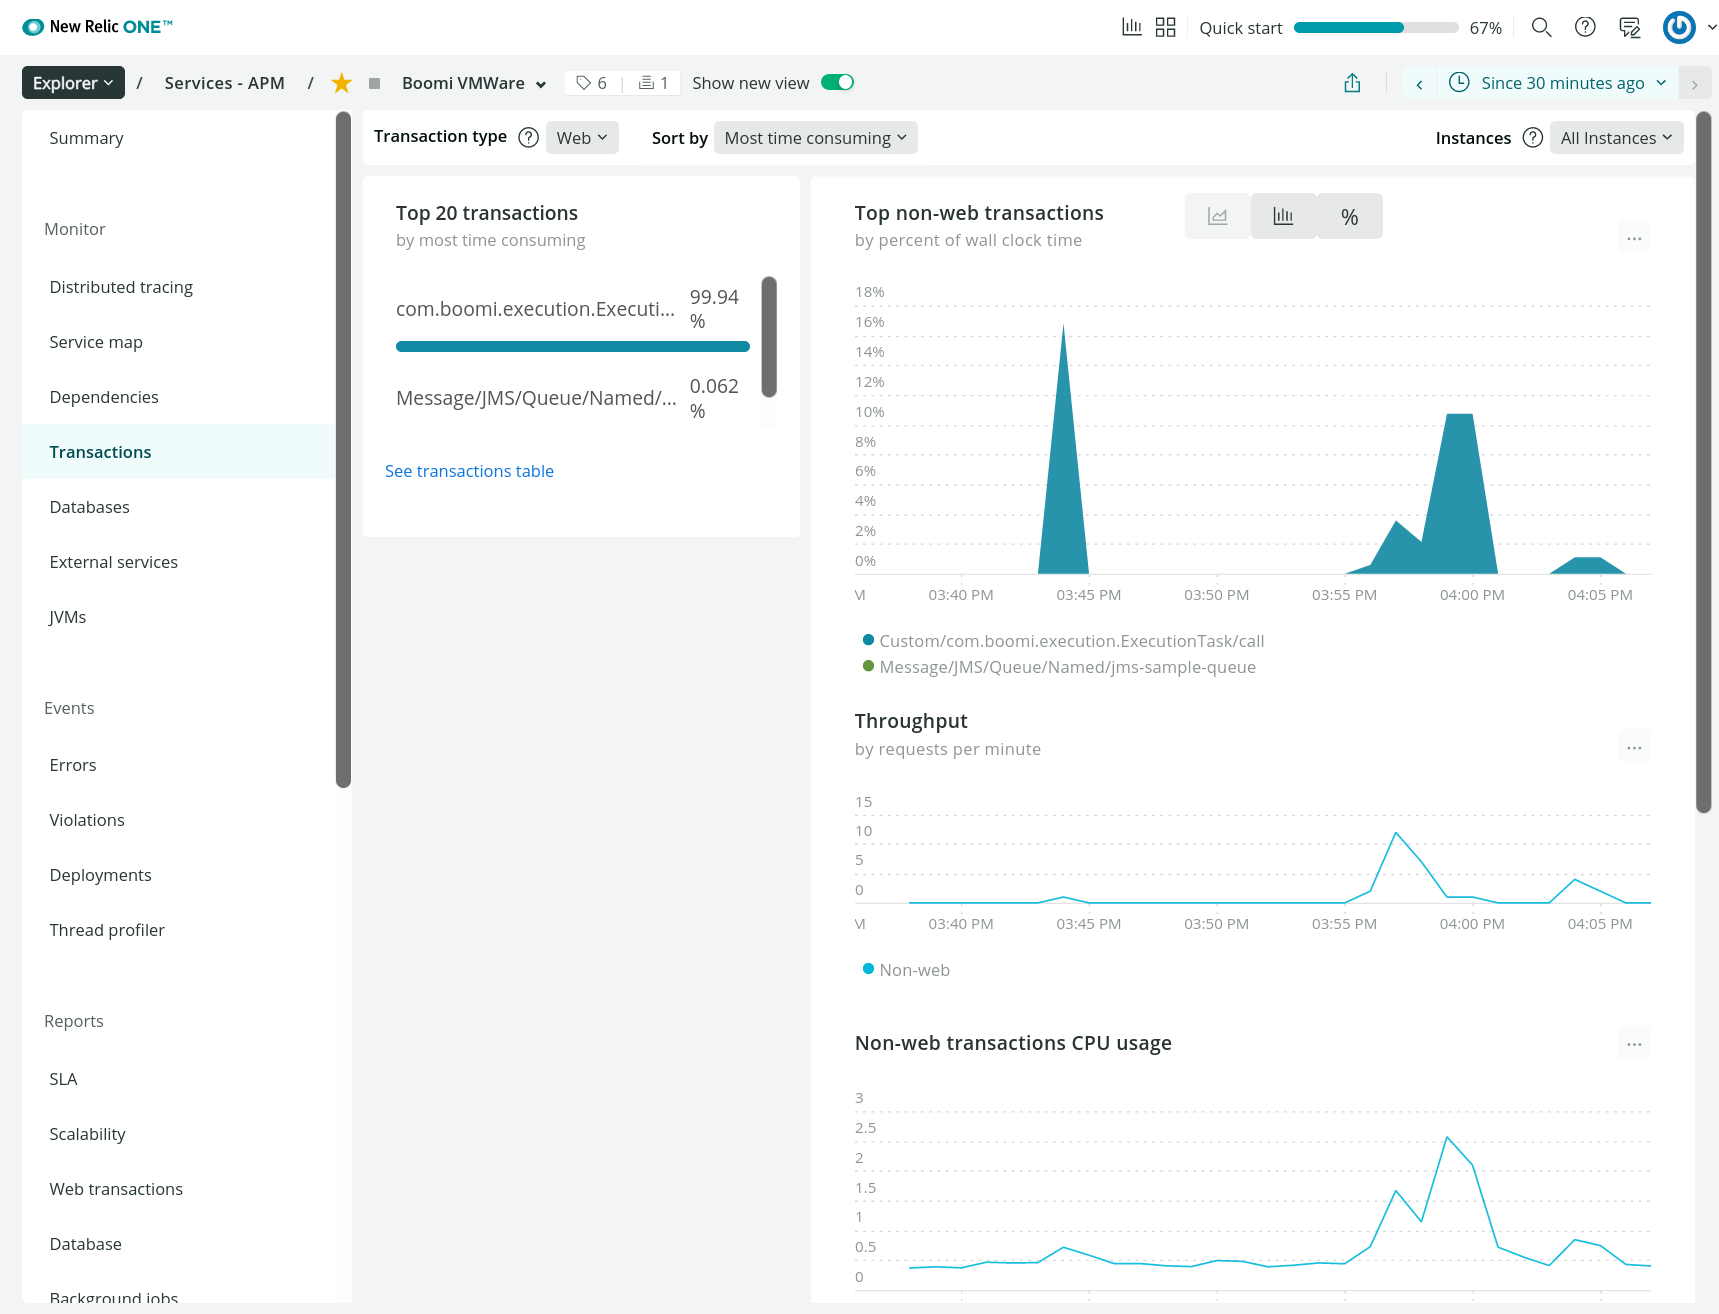 New Relic ONE™
Quick start 67%
Explorer / Services - APM / Boomi VMWare 6 | 1 Show new view
Since 30 minutes ago
Summary
Monitor
Distributed tracing
Service map
Dependencies
Transactions
Databases
External services
JVMs
Events
Errors
Violations
Deployments
Thread profiler
Reports
SLA
Scalability
Web transactions
Database
Background jobs
Transaction type ? Web Sort by Most time consuming
Instances ? All Instances
Top 20 transactions
by most time consuming
com.boomi.execution.Executi... 99.94 %
Message/JMS/Queue/Named/... 0.062 %
See transactions table
Top non-web transactions
by percent of wall clock time
%
...
18%
16%
14%
12%
10%
8%
6%
4%
2%
0%
M 03:40 PM 03:45 PM 03:50 PM 03:55 PM 04:00 PM 04:05 PM
Custom/com.boomi.execution.ExecutionTask/call
Message/JMS/Queue/Named/jms-sample-queue
Throughput
by requests per minute
...
15
10
5
0
M 03:40 PM 03:45 PM 03:50 PM 03:55 PM 04:00 PM 04:05 PM
Non-web
Non-web transactions CPU usage
...
3
2.5
2
1.5
1
0.5
0